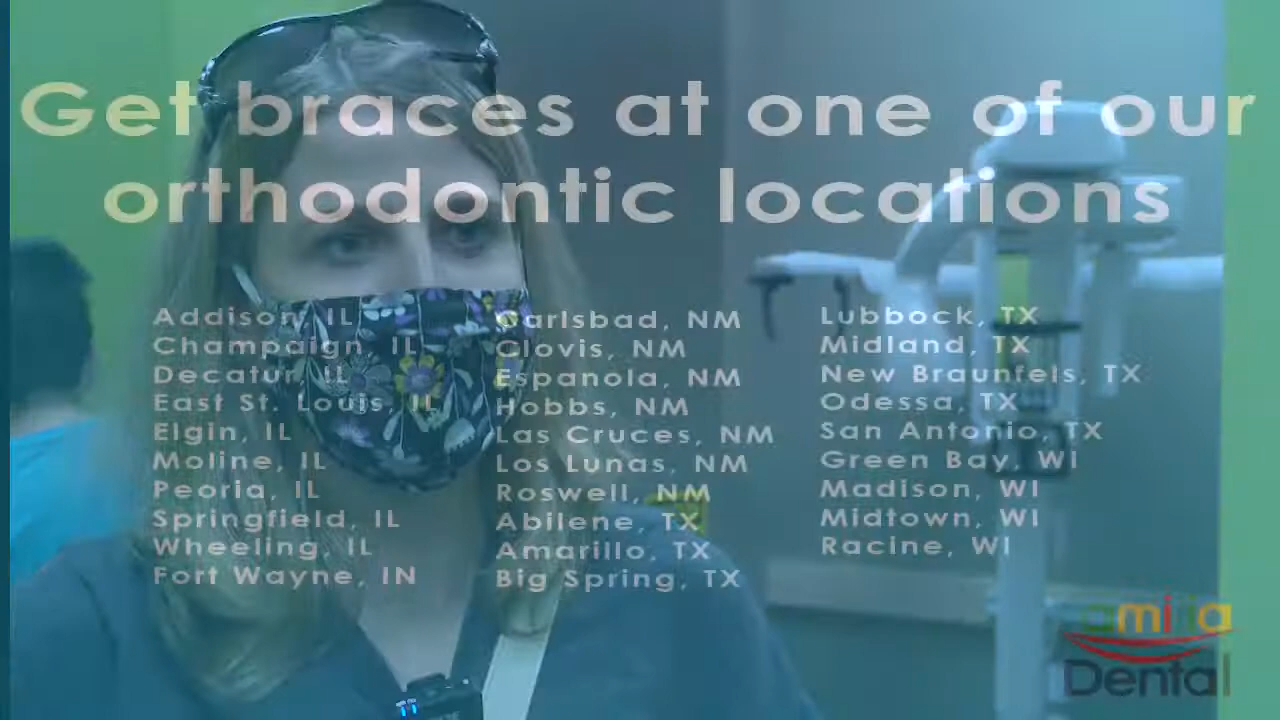 Get braces at one of our
orthodontic locations
Addison, IL
Champaign, IL
Decatur, IL
East St. Louis, IL
Elgin, IL
Moline, IL
Peoria, IL
Springfield, IL
Wheeling, IL
Fort Wayne, IN
Carlsbad, NM
Clovis, NM
Espanola, NM
Hobbs, NM
Las Cruces, NM
Los Lunas, NM
Roswell, NM
Abilene, TX
Amarillo, TX
Big Spring, TX
Lubbock, TX
Midland, TX
New Braunfels, TX
Odessa, TX
San Antonio, TX
Green Bay, WI
Madison, WI
Midtown, WI
Racine, WI
Familia
Dental